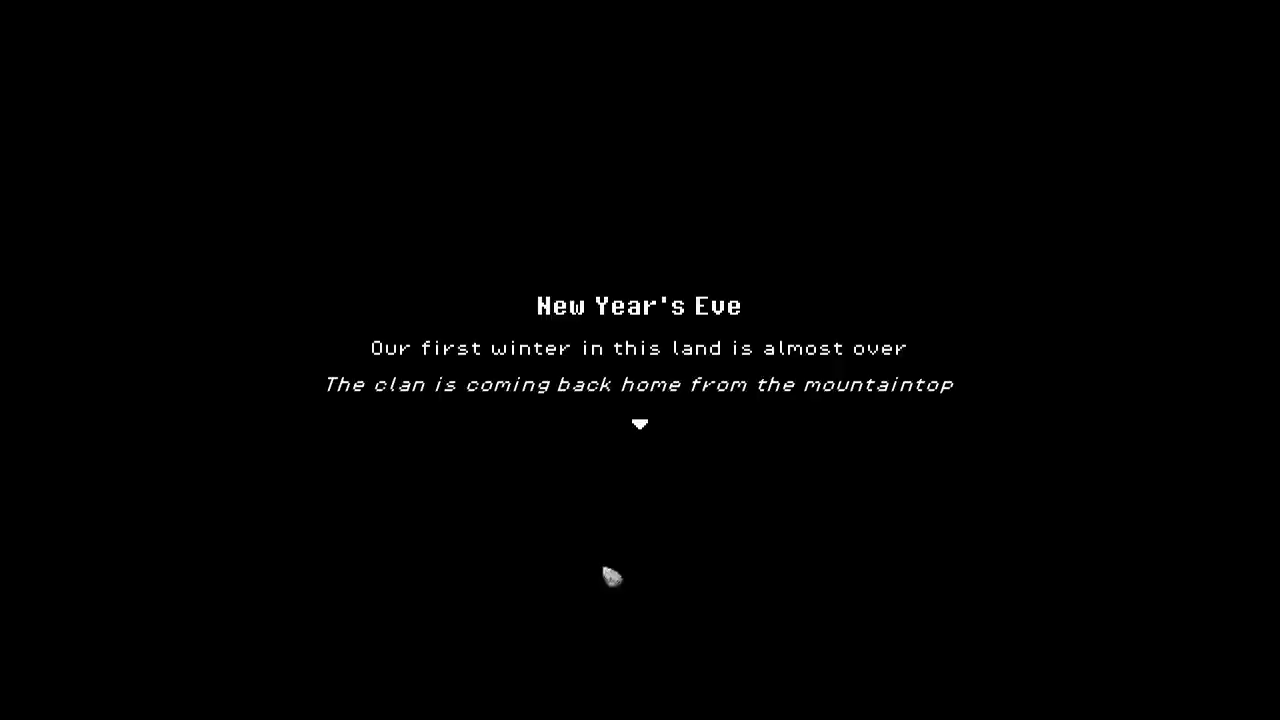 New Year's Eve
Our first winter in this land is almost over
The clan is coming back home from the mountaintop